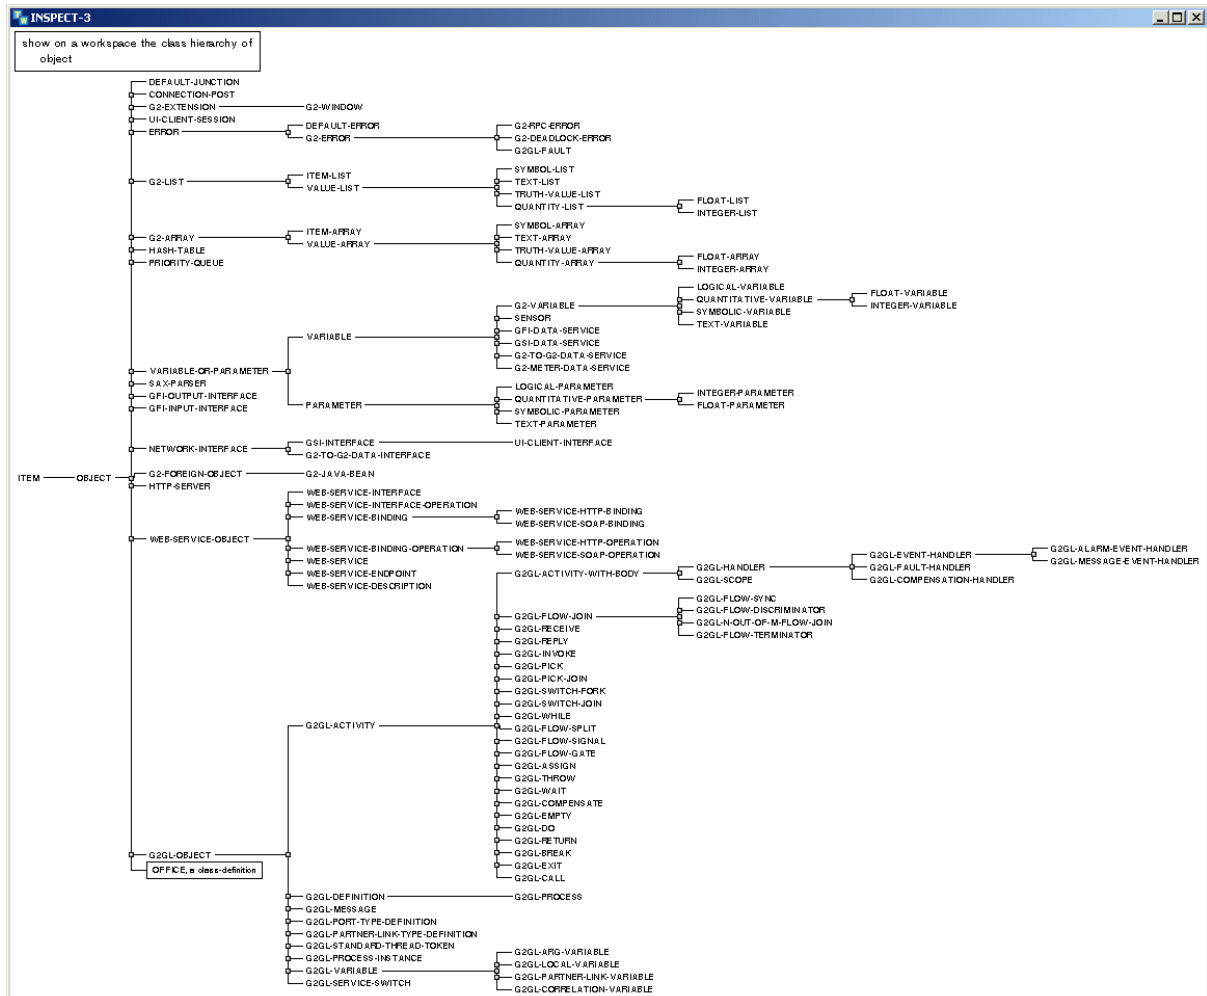 INSPECT-3
show on a workspace the class hierarchy of
object
DEFAULT-JUNCTION
CONNECTION-POST
G2-EXTENSION G2-WINDOW
UI-CLIENT-SESSION
DEFAULT-ERROR G2-RPC-ERROR
ERROR
G2-ERROR G2-DEADLOCK-ERROR
G2GL-FAULT
SYMBOL-LIST
ITEM-LIST
G2-LIST TEXT-LIST
VALUE-LIST
TRUTH-VALUE-LIST
FLOAT-LIST
QUANTITY-LIST
INTEGER-LIST
SYMBOL-ARRAY
ITEM-ARRAY
G2-ARRAY TEXT-ARRAY
VALUE-ARRAY
HASH-TABLE TRUTH-VALUE-ARRAY
FLOAT-ARRAY
PRIORITY-QUEUE QUANTITY-ARRAY
INTEGER-ARRAY
LOGICAL-VARIABLE
FLOAT-VARIABLE
QUANTITATIVE-VARIABLE
G2-VARIABLE INTEGER-VARIABLE
SYMBOLIC-VARIABLE
SENSOR
TEXT-VARIABLE
GFI-DATA-SERVICE
VARIABLE
GSI-DATA-SERVICE
G2-TO-G2-DATA-SERVICE
G2-METER-DATA-SERVICE
VARIABLE-OR-PARAMETER
SAX-PARSER
LOGICAL-PARAMETER
INTEGER-PARAMETER
GFI-OUTPUT-INTERFACE
QUANTITATIVE-PARAMETER
PARAMETER FLOAT-PARAMETER
GFI-INPUT-INTERFACE
SYMBOLIC-PARAMETER
TEXT-PARAMETER
GSI-INTERFACE UI-CLIENT-INTERFACE
NETWORK-INTERFACE
G2-TO-G2-DATA-INTERFACE
G2-FOREIGN-OBJECT G2-JAVA-BEAN
ITEM OBJECT
HTTP-SERVER
WEB-SERVICE-INTERFACE
WEB-SERVICE-INTERFACE-OPERATION
WEB-SERVICE-HTTP-BINDING
WEB-SERVICE-BINDING
WEB-SERVICE-SOAP-BINDING
WEB-SERVICE-OBJECT
WEB-SERVICE-HTTP-OPERATION
WEB-SERVICE-BINDING-OPERATION
WEB-SERVICE-SOAP-OPERATION
G2GL-ALARM-EVENT-HANDLER
G2GL-EVENT-HANDLER
WEB-SERVICE G2GL-MESSAGE-EVENT-HANDLER
G2GL-HANDLER G2GL-FAULT-HANDLER
WEB-SERVICE-ENDPOINT G2GL-ACTIVITY-WITH-BODY
G2GL-SCOPE G2GL-COMPENSATION-HANDLER
WEB-SERVICE-DESCRIPTION
G2GL-FLOW-SYNC
G2GL-FLOW-DISCRIMINATOR
G2GL-FLOW-JOIN
G2GL-N-OUT-OF-M-FLOW-JOIN
G2GL-RECEIVE
G2GL-FLOW-TERMINATOR
G2GL-REPLY
G2GL-INVOKE
G2GL-PICK
G2GL-PICK-JOIN
G2GL-SWITCH-FORK
G2GL-SWITCH-JOIN
G2GL-WHILE
G2GL-ACTIVITY
G2GL-FLOW-SPLIT
G2GL-FLOW-SIGNAL
G2GL-FLOW-GATE
G2GL-ASSIGN
G2GL-THROW
G2GL-WAIT
G2GL-COMPENSATE
G2GL-EMPTY
G2GL-DO
G2GL-RETURN
G2GL-OBJECT G2GL-BREAK
G2GL-EXIT
OFFICE, a class-definition
G2GL-CALL
G2GL-DEFINITION G2GL-PROCESS
G2GL-MESSAGE
G2GL-PORT-TYPE-DEFINITION
G2GL-PARTNER-LINK-TYPE-DEFINITION
G2GL-STANDARD-THREAD-TOKEN
G2GL-ARG-VARIABLE
G2GL-PROCESS-INSTANCE
G2GL-LOCAL-VARIABLE
G2GL-VARIABLE
G2GL-PARTNER-LINK-VARIABLE
G2GL-SERVICE-SWITCH
G2GL-CORRELATION-VARIABLE